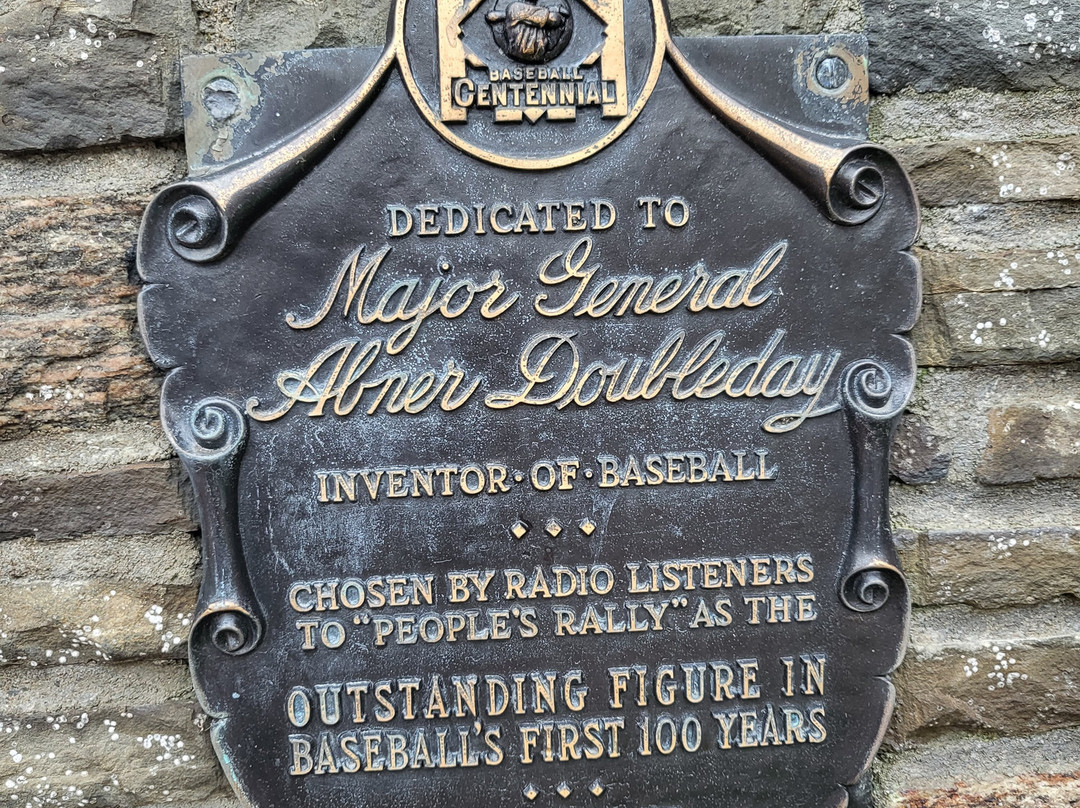 BASEBALL
CENTENNIAL
DEDICATED TO
Major General
Abner Doubleday
INVENTOR·OF·BASEBALL
CHOSEN BY RADIO LISTENERS
TO "PEOPLE'S RALLY" AS THE
OUTSTANDING FIGURE IN
BASEBALL'S FIRST 100 YEARS